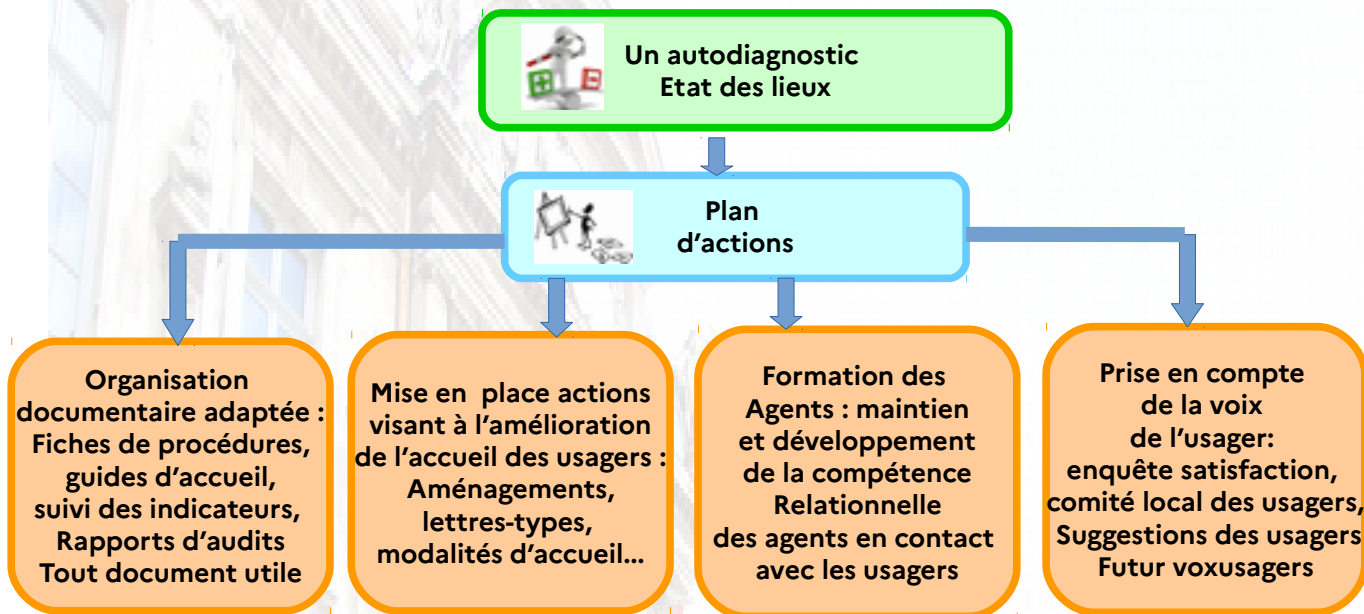 Un autodiagnostic
Etat des lieux
Plan
d'actions
Organisation
documentaire adaptée :
Fiches de procédures,
guides d'accueil,
suivi des indicateurs,
Rapports d'audits
Tout document utile
Mise en  place actions
visant à l'amélioration
de l'accueil des usagers :
Aménagements,
lettres-types,
modalités d'accueil...
Formation des
Agents : maintien
et développement
de la compétence
Relationnelle
des agents en contact
avec les usagers
Prise en compte
de la voix
de l'usager:
enquête satisfaction,
comité local des usagers,
Suggestions des usagers
Futur voxusagers